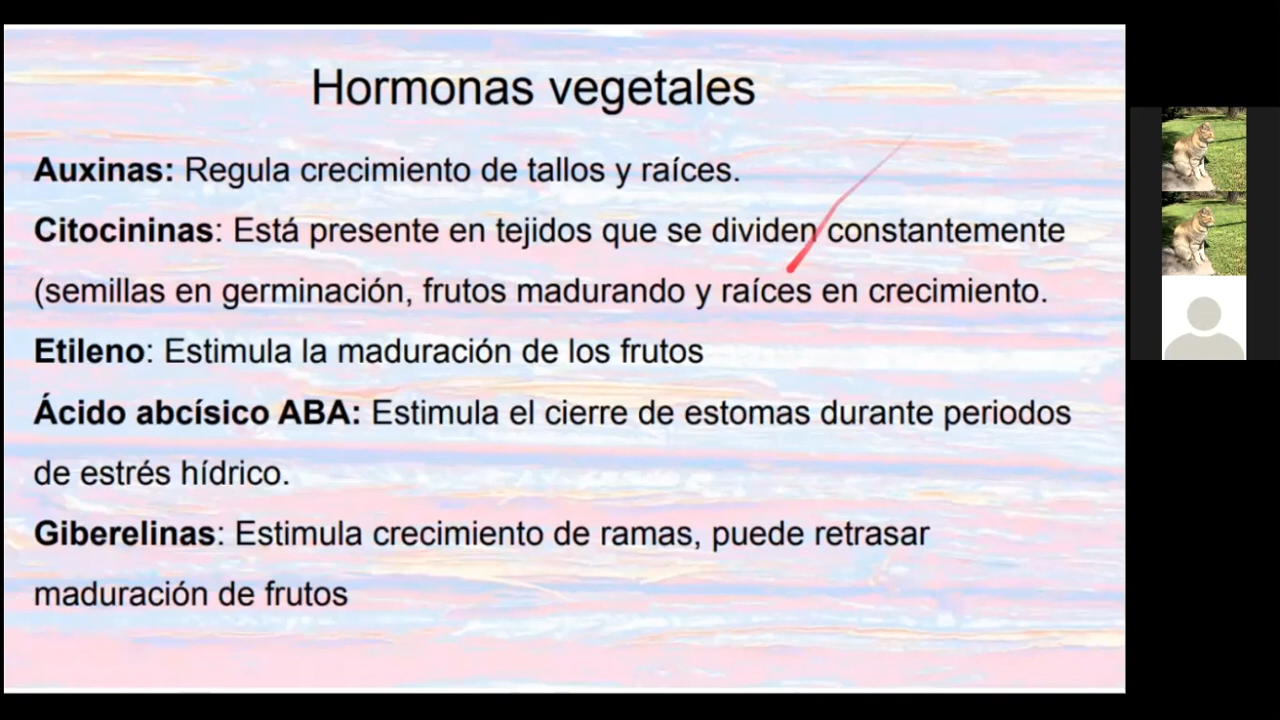 Hormonas vegetales
Auxinas: Regula crecimiento de tallos y raíces.
Citocininas: Está presente en tejidos que se dividen constantemente
(semillas en germinación, frutos madurando y raíces en crecimiento.
Etileno: Estimula la maduración de los frutos
Ácido abcísico ABA: Estimula el cierre de estomas durante periodos
de estrés hídrico.
Giberelinas: Estimula crecimiento de ramas, puede retrasar
maduración de frutos